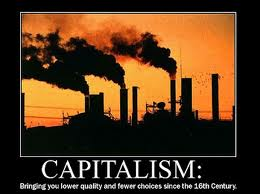 CAPITALISM:
Bringing you lower quality and fewer choices since the 16th Century.